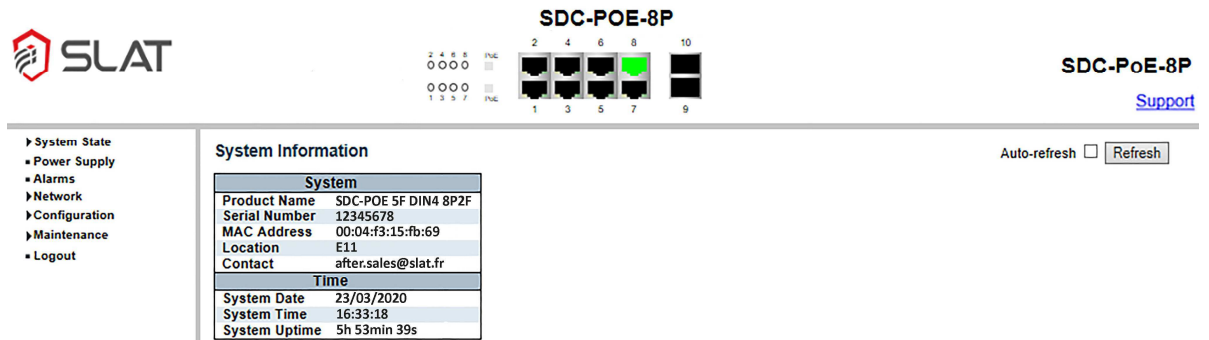 SDC-POE-8P
SLAT
2 4 6 8 PoE
1 3 5 7 PoE
2 4 6 8 10
1 3 5 7 9
SDC-PoE-8P
Support
System State
Power Supply
Alarms
Network
Configuration
Maintenance
Logout
System Information
Auto-refresh Refresh
System
Product Name SDC-POE 5F DIN4 8P2F
Serial Number 12345678
MAC Address 00:04:f3:15:fb:69
Location E11
Contact after.sales@slat.fr
Time
System Date 23/03/2020
System Time 16:33:18
System Uptime 5h 53min 39s